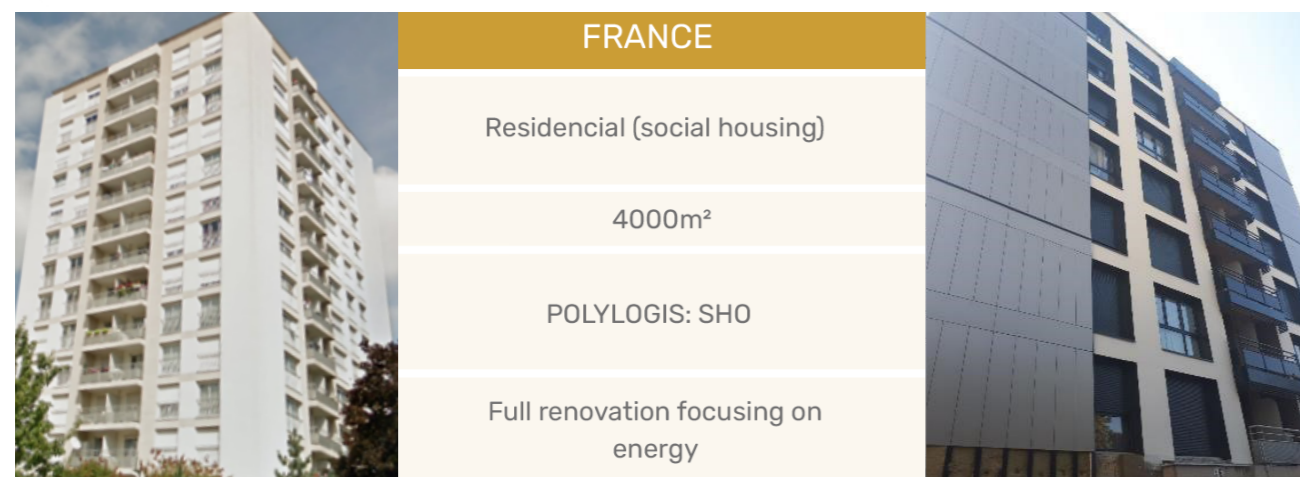 FRANCE
Residencial (social housing)
4000m²
POLYLOGIS: SHO
Full renovation focusing on
energy